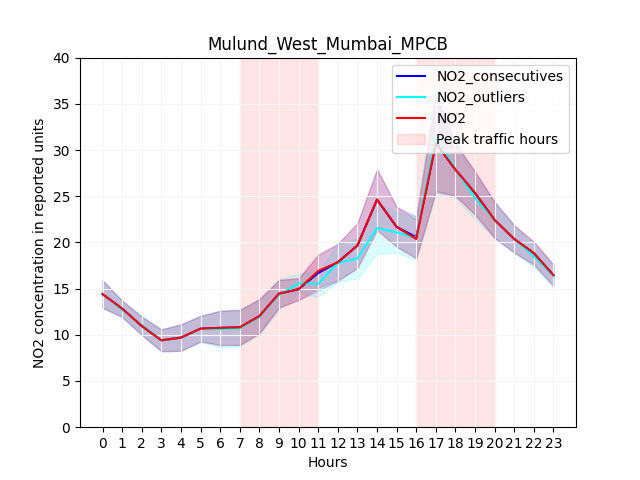 Mulund_West_Mumbai_MPCB
NO2 concentration in reported units
40
35
30
25
20
15
10
5
0
NO2_consecutives
NO2_outliers
NO2
Peak traffic hours
0 1 2 3 4 5 6 7 8 9 10 11 12 13 14 15 16 17 18 19 20 21 22 23
Hours